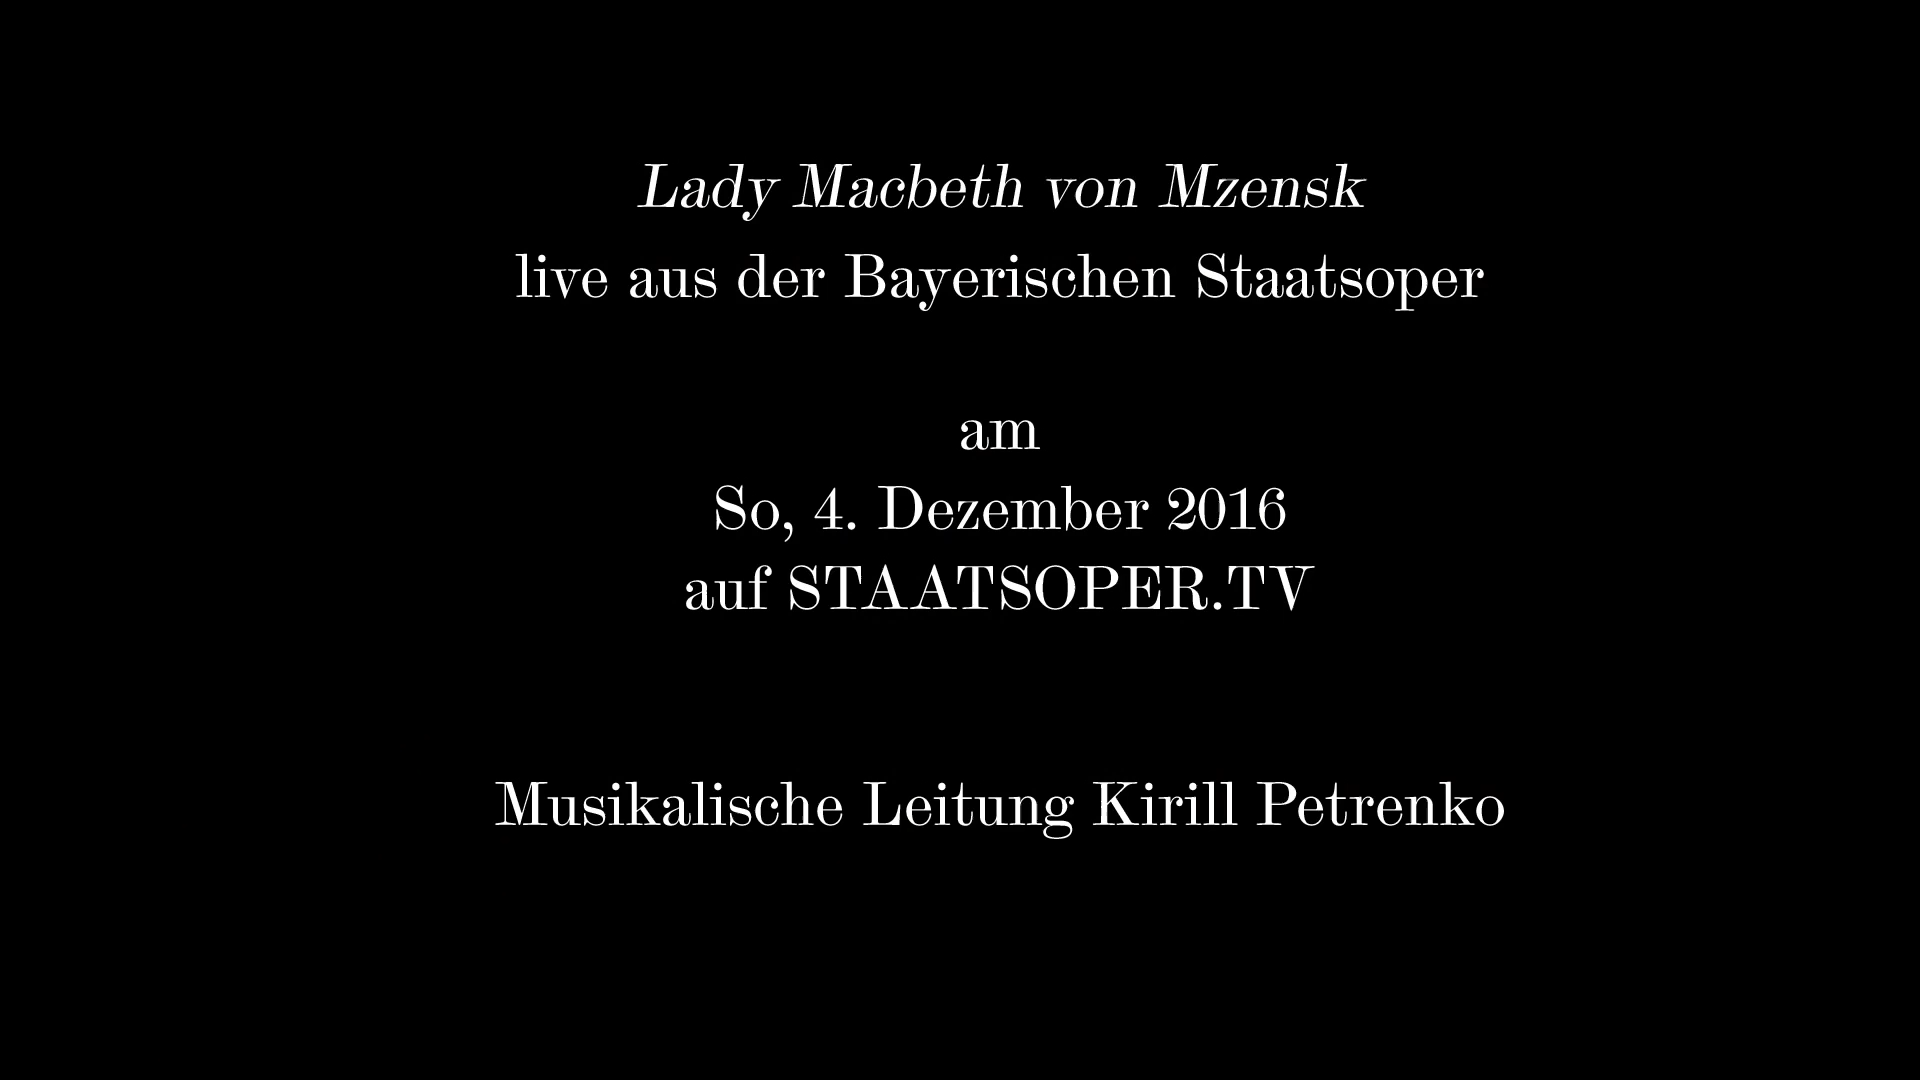 Lady Macbeth von Mzensk
live aus der Bayerischen Staatsoper
am
So, 4. Dezember 2016
auf STAATSOPER.TV
Musikalische Leitung Kirill Petrenko